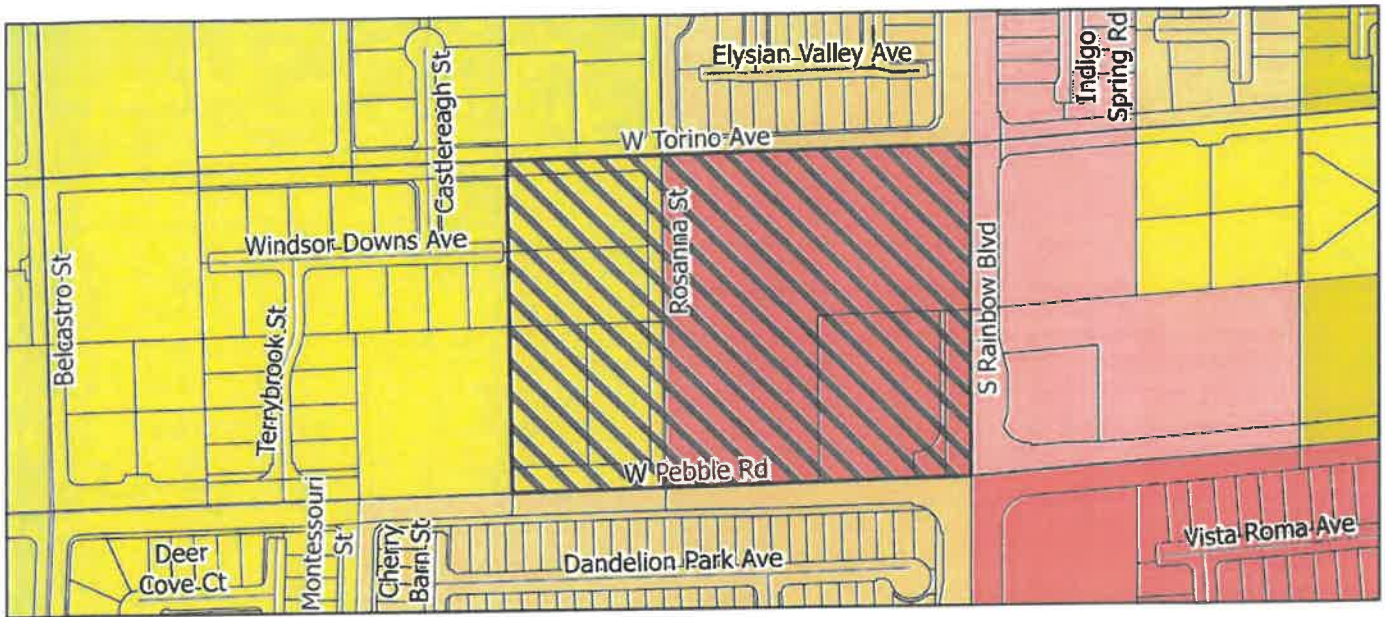 Elysian Valley Ave
Indigo
Spring Rd
W Torino Ave
Castlereagh St
Windsor Downs Ave
Rosanna St
S Rainbow Blvd
Belcastro St
Terrybrook St
W Pebble Rd
Montessouri
St
Cherry
Barn St
Deer
Cove Ct
Dandelion Park Ave
Vista Roma Ave